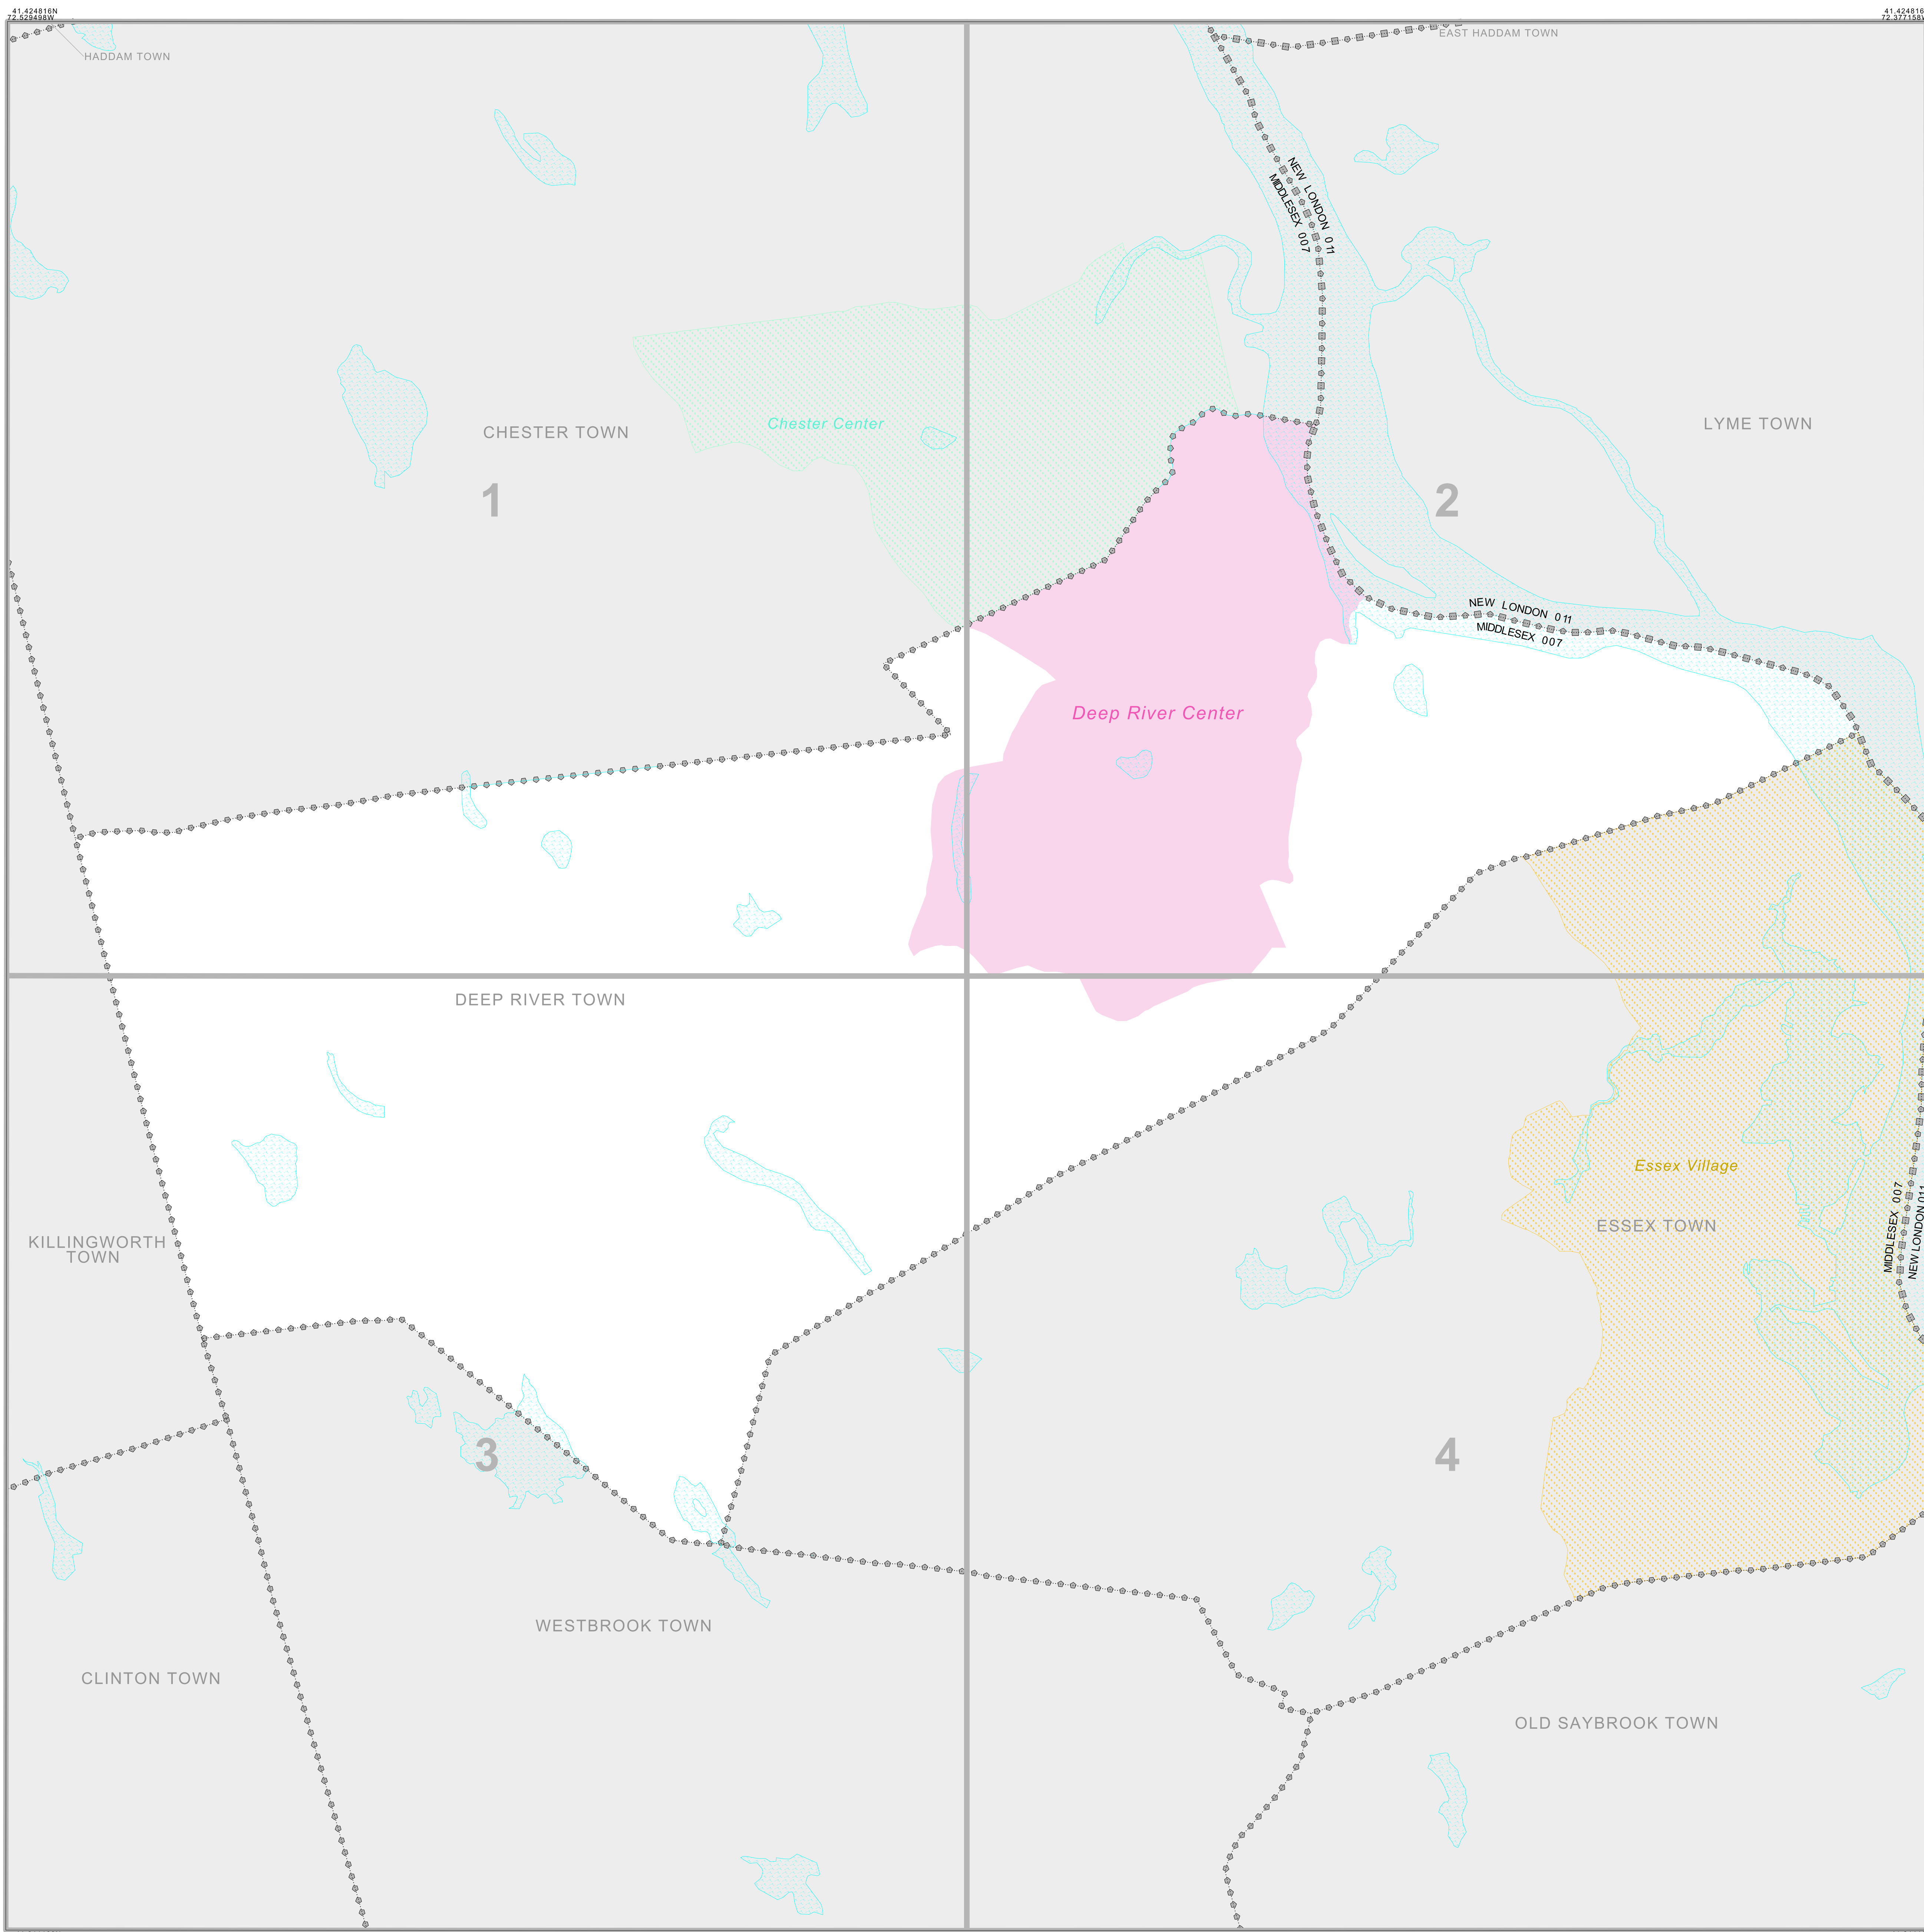 41.424816N
72.529498W
41.424816
72.377158W
HADDAM TOWN
EAST HADDAM TOWN
NEW LONDON 011
MIDDLESEX 007
Chester Center
CHESTER TOWN
LYME TOWN
1
2
NEW LONDON 011
MIDDLESEX 007
Deep River Center
DEEP RIVER TOWN
Essex Village
ESSEX TOWN
KILLINGWORTH
TOWN
MIDDLESEX 007
NEW LONDON 011
3
4
WESTBROOK TOWN
CLINTON TOWN
OLD SAYBROOK TOWN